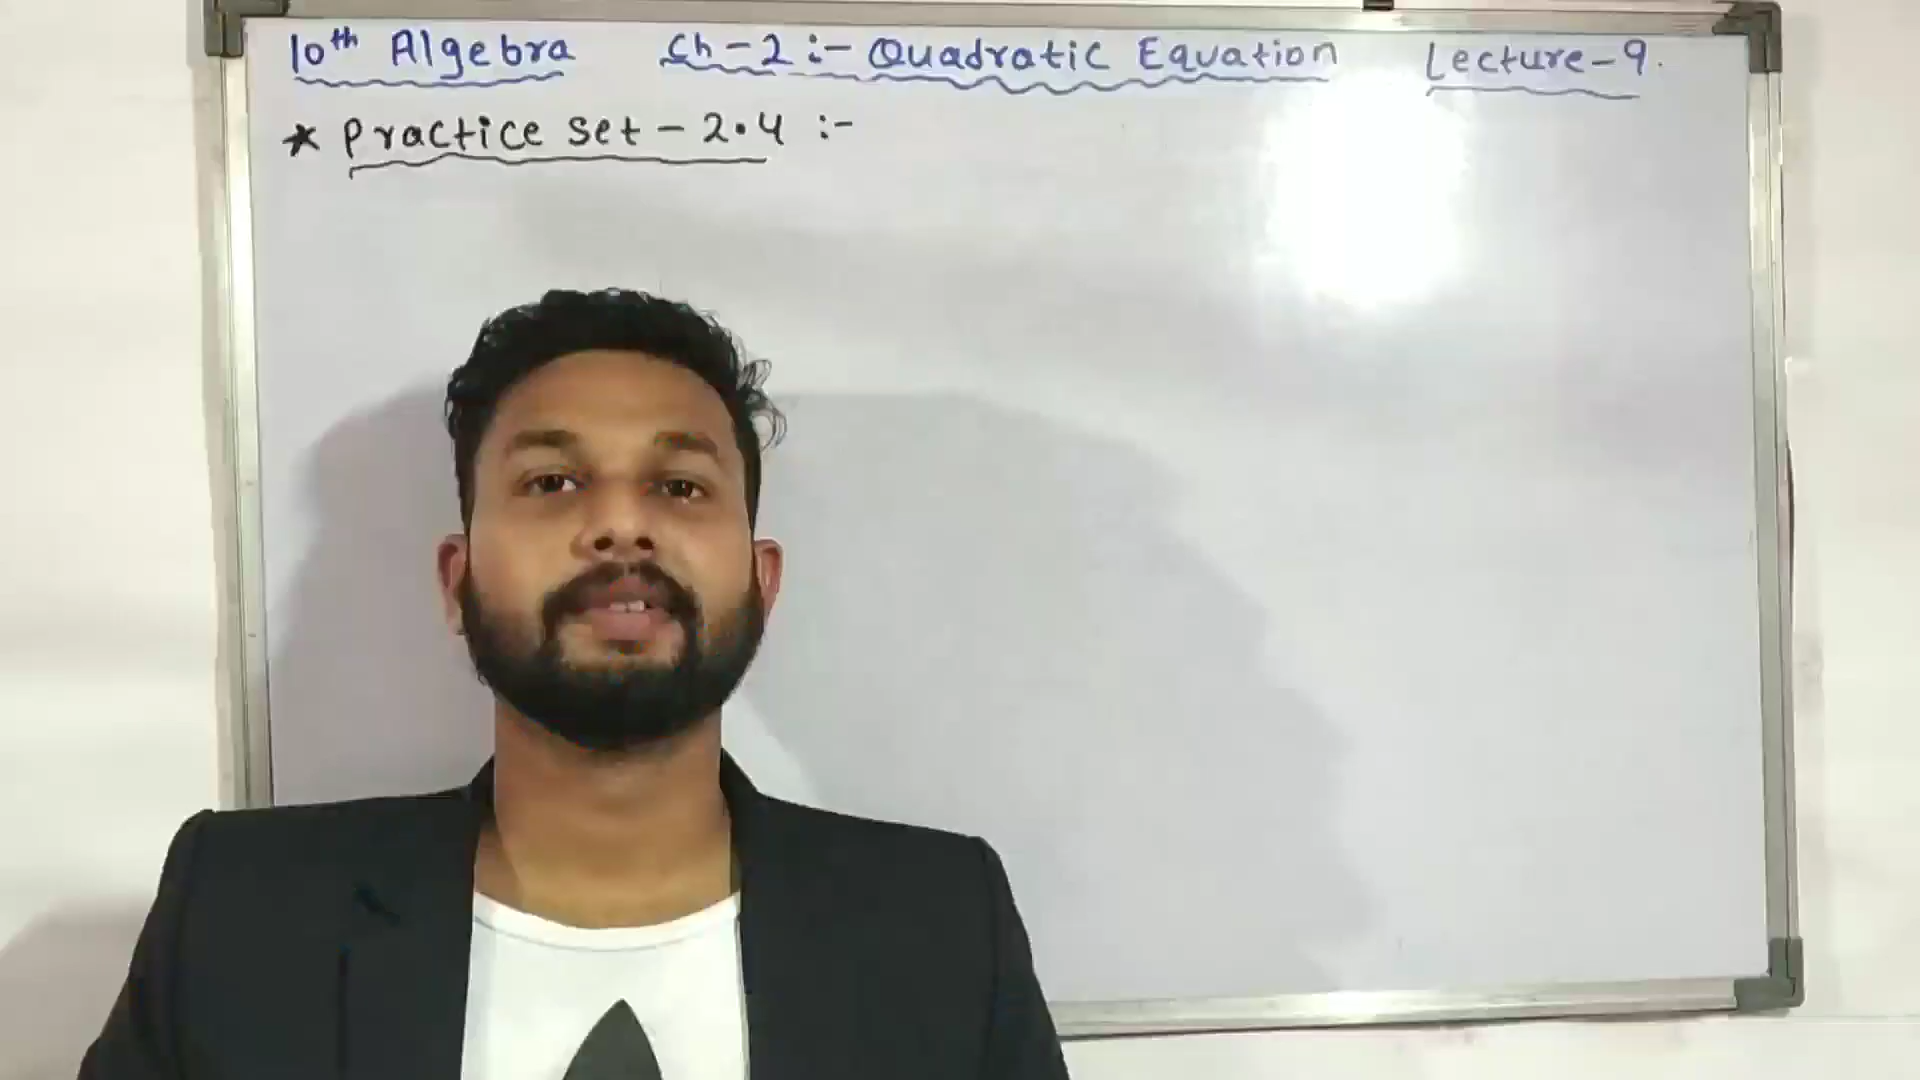 10th Algebra Ch-2 :- Quadratic Equation Lecture-9.
* Practice set - 2.4 :-